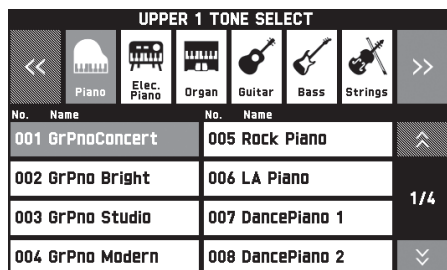 UPPER 1 TONE SELECT
<< Piano Elec. Piano Organ Guitar Bass Strings >>
No. Name No. Name
001 GrPnoConcert 005 Rock Piano
002 GrPno Bright 006 LA Piano
1/4
003 GrPno Studio 007 DancePiano 1
004 GrPno Modern 008 DancePiano 2